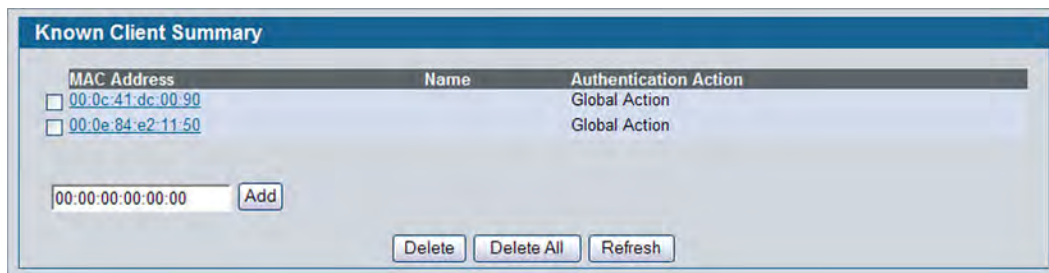 Known Client Summary
MAC Address Name Authentication Action
00:0c:41:dc:00:90 Global Action
00:0e:84:e2:11:50 Global Action
00:00:00:00:00:00 Add
Delete Delete All Refresh